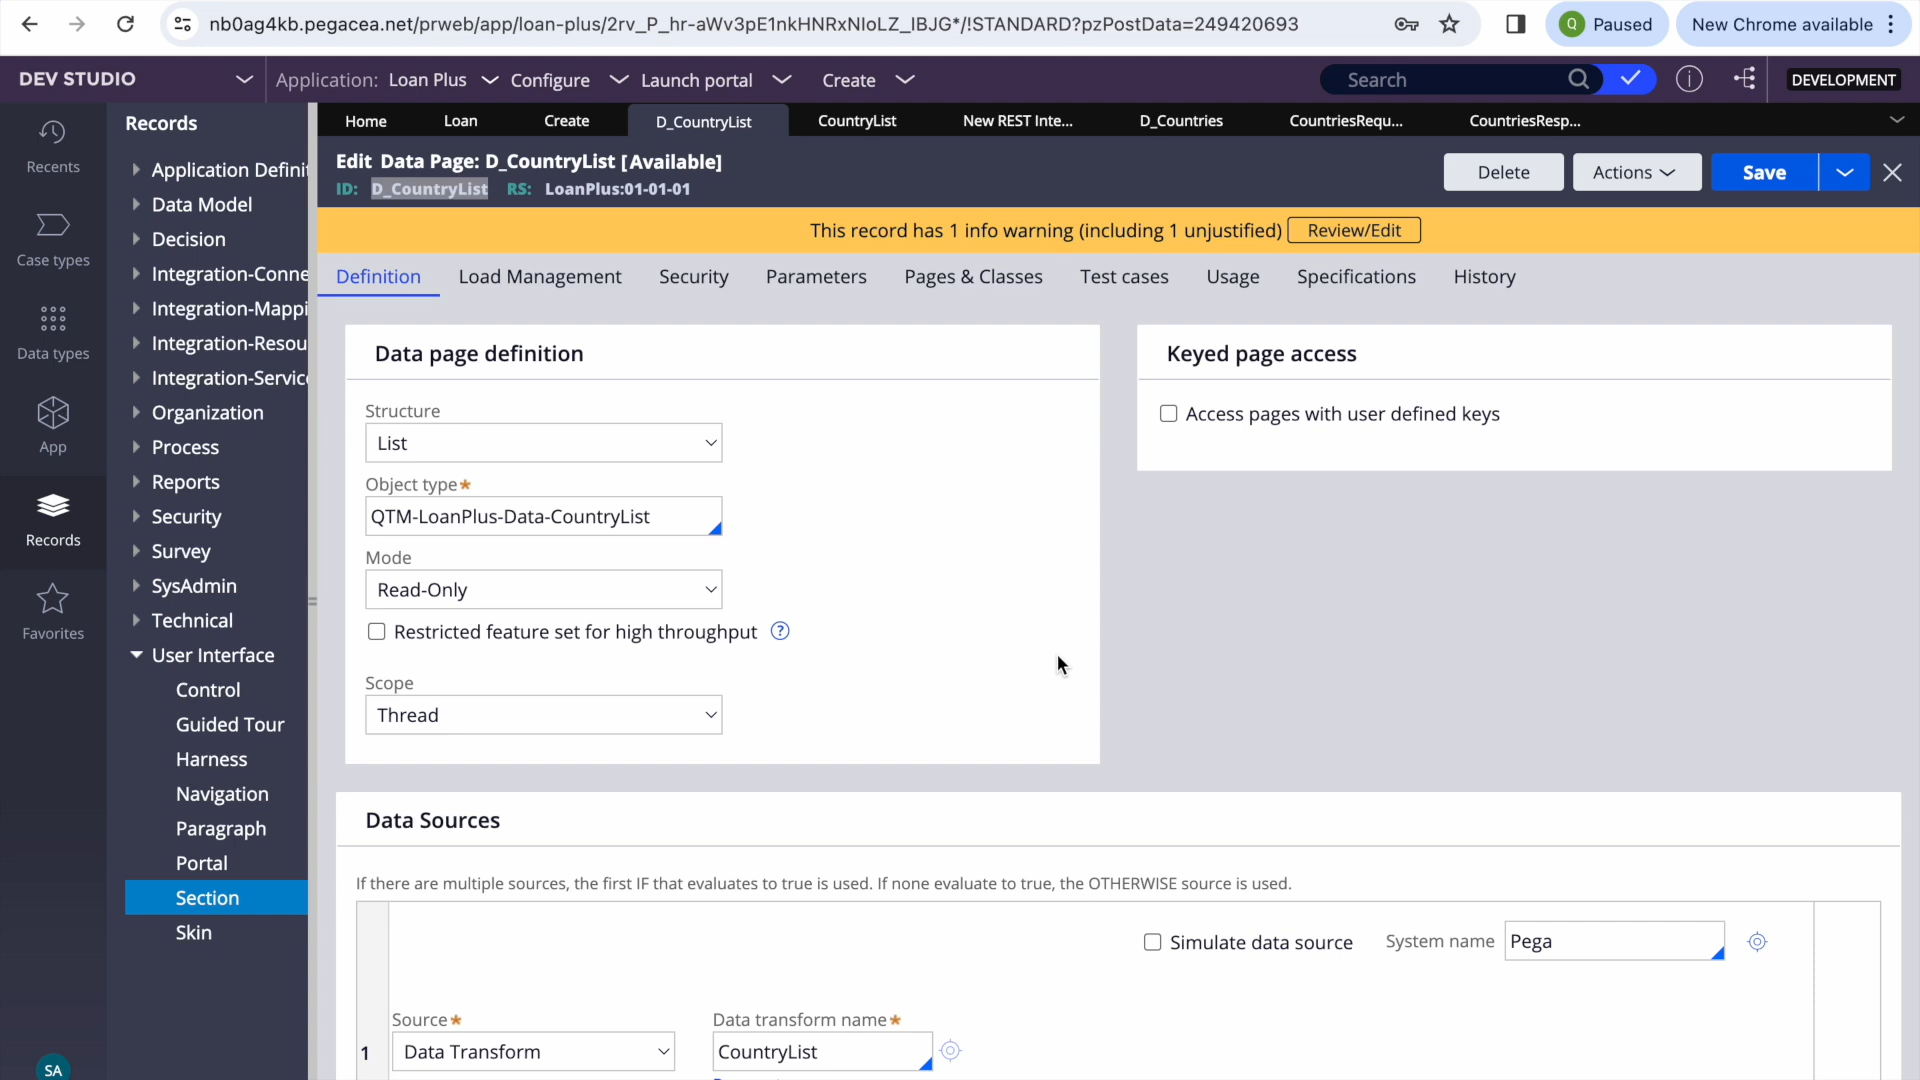 nb0ag4kb.pegacea.net/prweb/app/loan-plus/2rv_P_hr-aWv3pE1nkHNRxNIoLZ_IBJG*/!STANDARD?pzPostData=249420693
Q Paused
New Chrome available
DEV STUDIO
Application: Loan Plus
Configure
Launch portal
Create
Search
DEVELOPMENT
Recents
Case types
Data types
App
Records
Favorites
SA
Records
Application Definit
Data Model
Decision
Integration-Conne
Integration-Mappi
Integration-Resou
Integration-Service
Organization
Process
Reports
Security
Survey
SysAdmin
Technical
User Interface
Control
Guided Tour
Harness
Navigation
Paragraph
Portal
Section
Skin
Home
Loan
Create
D_CountryList
CountryList
New REST Inte...
D_Countries
CountriesRequ...
CountriesResp...
Edit Data Page: D_CountryList [Available]
ID: D_CountryList RS: LoanPlus:01-01-01
Delete
Actions
Save
This record has 1 info warning (including 1 unjustified) Review/Edit
Definition
Load Management
Security
Parameters
Pages & Classes
Test cases
Usage
Specifications
History
Data page definition
Structure
List
Object type*
QTM-LoanPlus-Data-CountryList
Mode
Read-Only
Restricted feature set for high throughput ?
Scope
Thread
Keyed page access
Access pages with user defined keys
Data Sources
If there are multiple sources, the first IF that evaluates to true is used. If none evaluate to true, the OTHERWISE source is used.
Simulate data source
System name
Pega
Source*
Data transform name*
1
Data Transform
CountryList